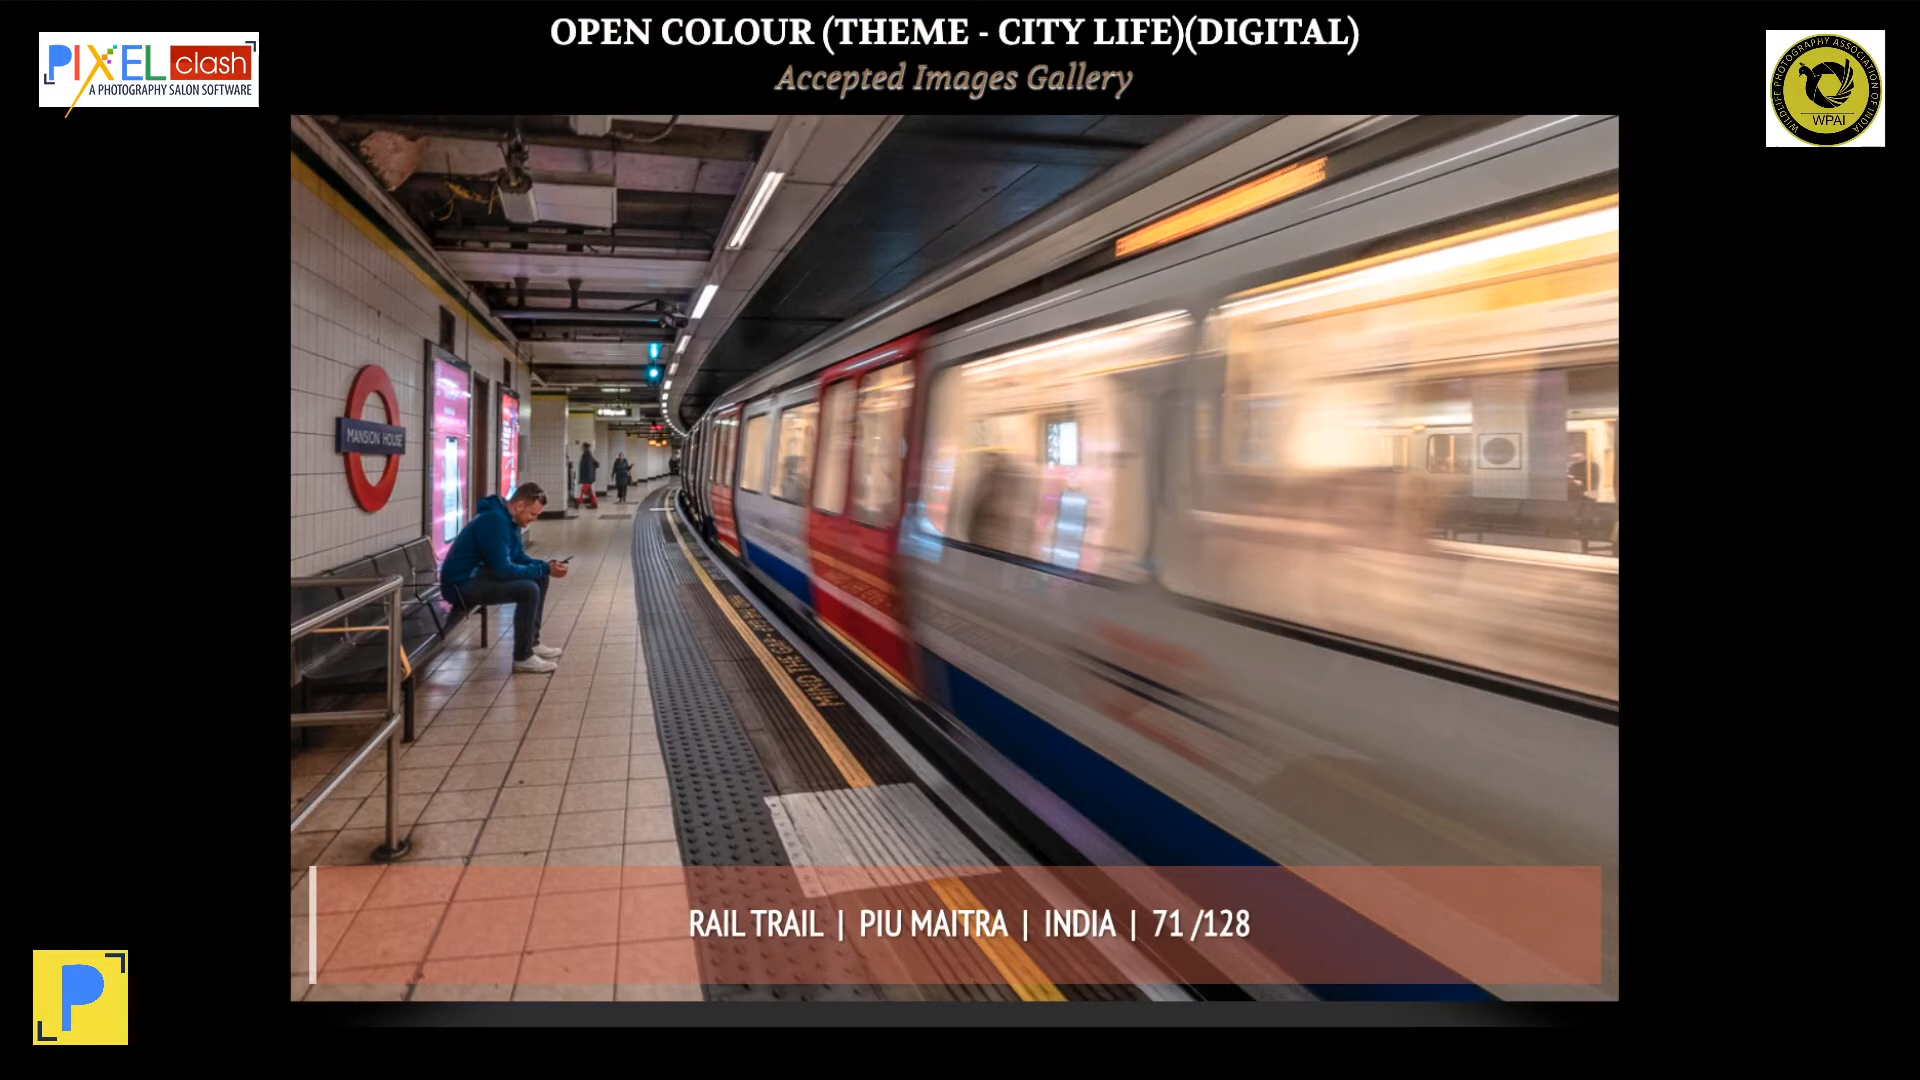 OPEN COLOUR (THEME - CITY LIFE)(DIGITAL)
Accepted Images Gallery
PIXEL clash
A PHOTOGRAPHY SALON SOFTWARE
WILDLIFE PHOTOGRAPHY ASSOCIATION OF INDIA
WPAI
MANSION HOUSE
MIND THE GAP
RAIL TRAIL | PIU MAITRA | INDIA | 71 /128
P